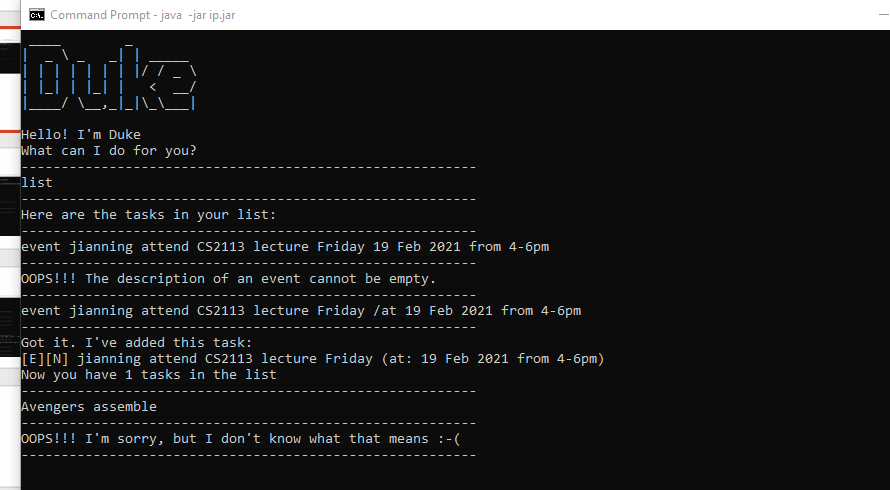 Command Prompt - java  -jar ip.jar
 ____        _
|  _ \ _   _| | _____
| | | | | | | |/ / _ \
| |_| | |_| |   <  __/
|____/ \__,_|_|\_\___|
Hello! I'm Duke
What can I do for you?
---------------------------------------------------------
list
---------------------------------------------------------
Here are the tasks in your list:
---------------------------------------------------------
event jianning attend CS2113 lecture Friday 19 Feb 2021 from 4-6pm
---------------------------------------------------------
OOPS!!! The description of an event cannot be empty.
---------------------------------------------------------
event jianning attend CS2113 lecture Friday /at 19 Feb 2021 from 4-6pm
---------------------------------------------------------
Got it. I've added this task:
[E][N] jianning attend CS2113 lecture Friday (at: 19 Feb 2021 from 4-6pm)
Now you have 1 tasks in the list
---------------------------------------------------------
Avengers assemble
---------------------------------------------------------
OOPS!!! I'm sorry, but I don't know what that means :-(
---------------------------------------------------------